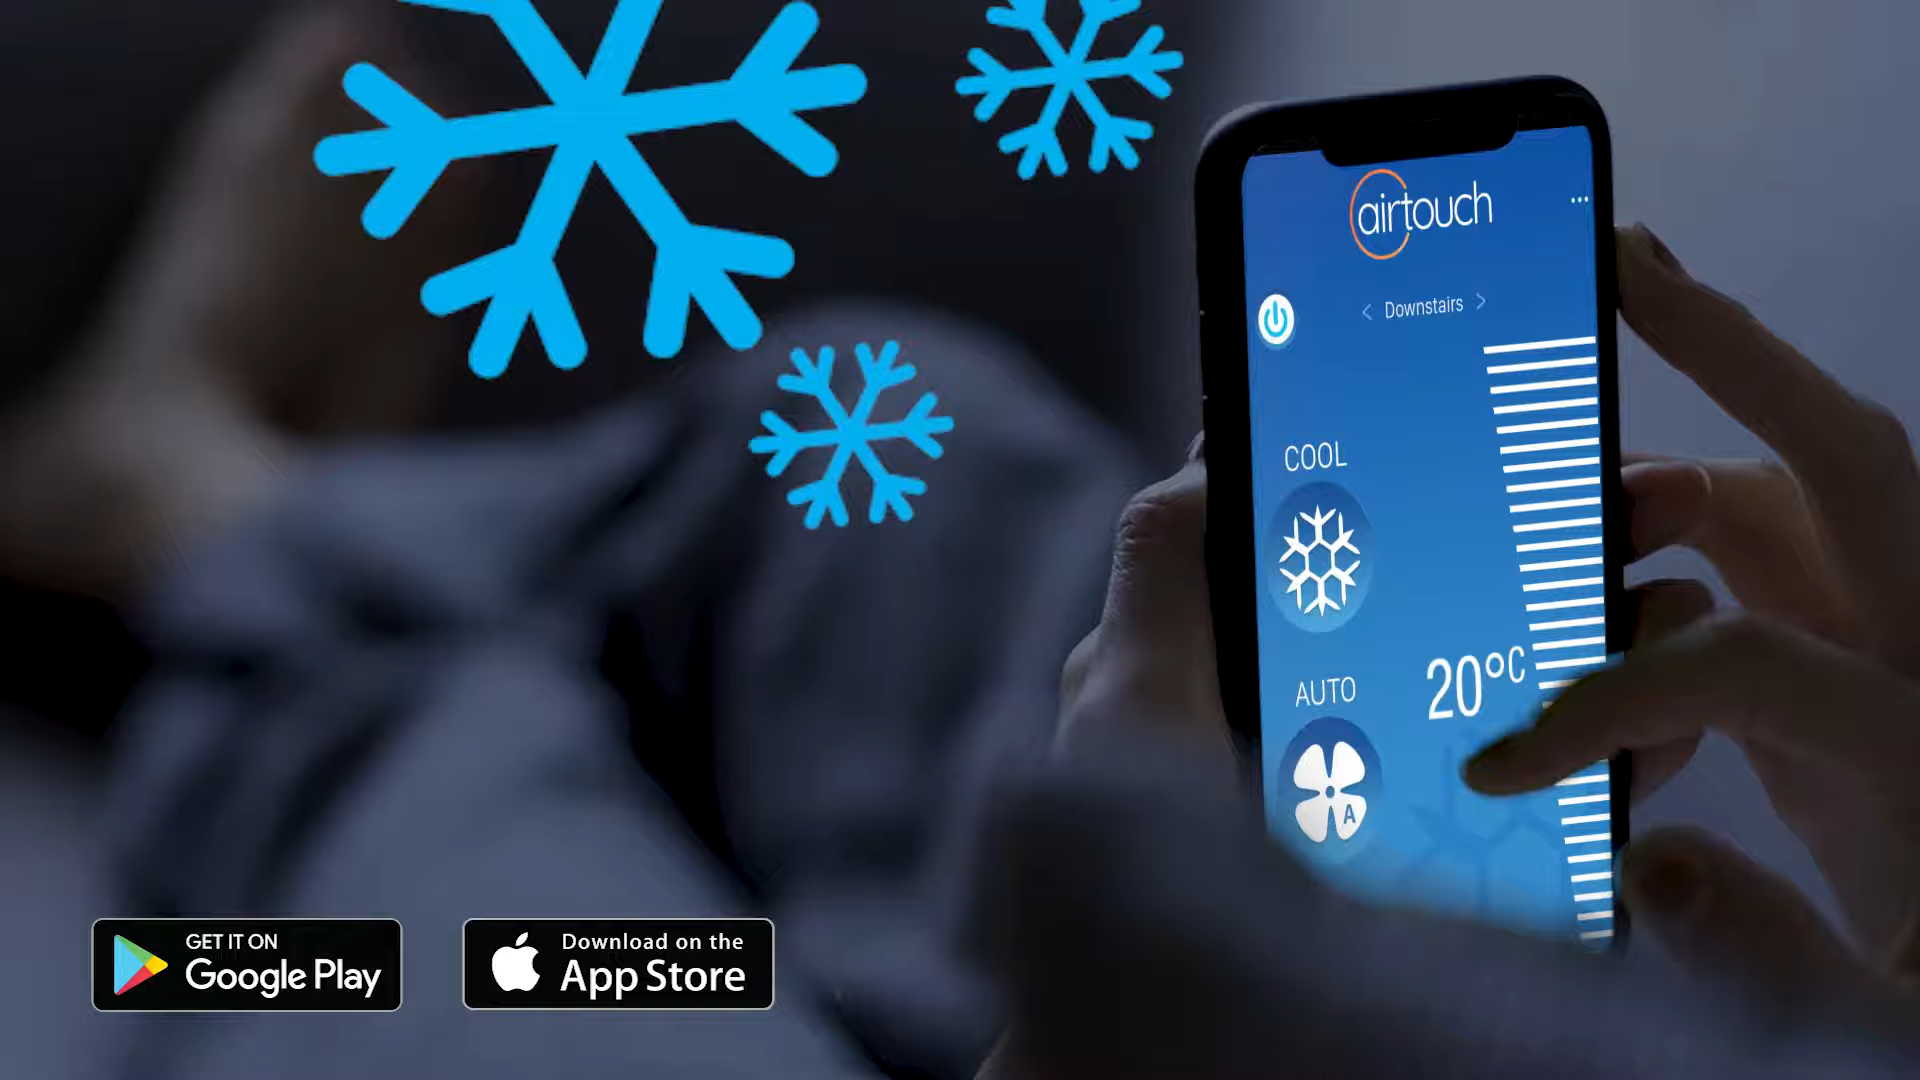 airtouch
...
< Downstairs >
COOL
20°C
AUTO
A
GET IT ON
Google Play
Download on the
App Store